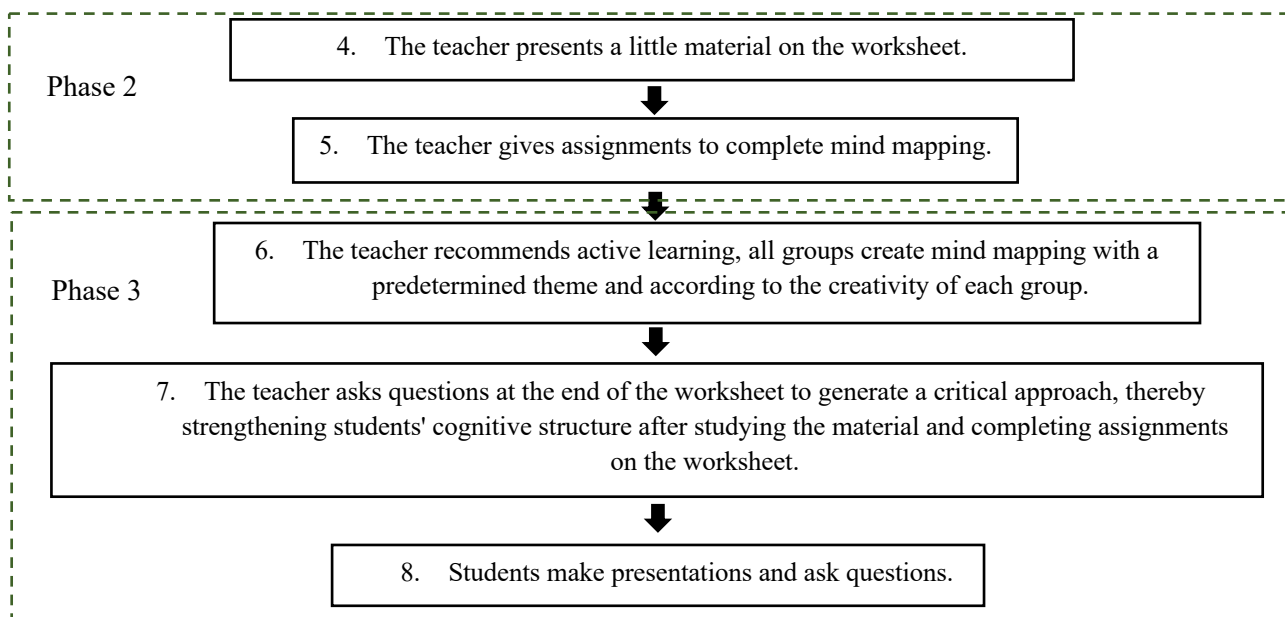 4. The teacher presents a little material on the worksheet.
Phase 2
5. The teacher gives assignments to complete mind mapping.
6. The teacher recommends active learning, all groups create mind mapping with a
predetermined theme and according to the creativity of each group.
Phase 3
7. The teacher asks questions at the end of the worksheet to generate a critical approach, thereby
strengthening students' cognitive structure after studying the material and completing assignments
on the worksheet.
8. Students make presentations and ask questions.